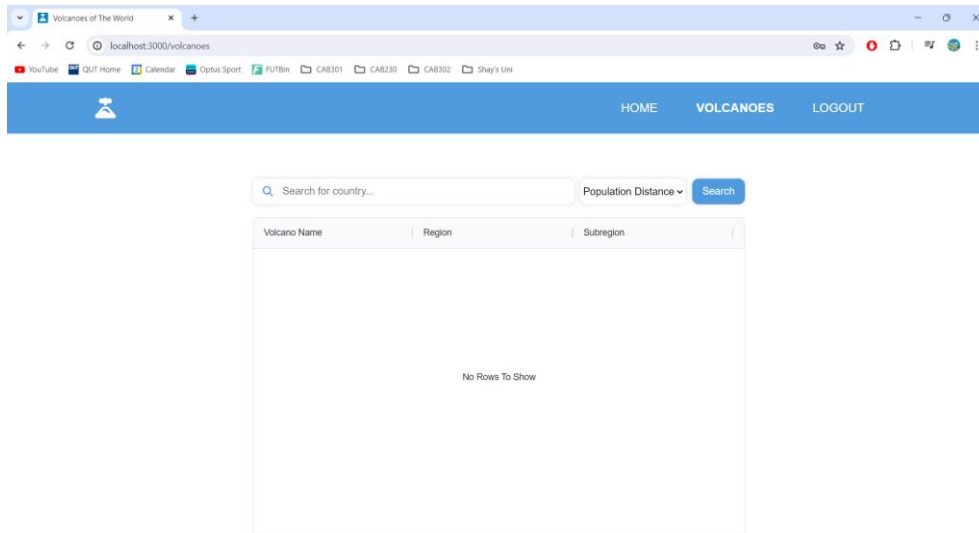 Volcanoes of The World
localhost:3000/volcanoes
YouTube QUT Home Calendar Optus Sport FUTBin CAB301 CAB230 CAB302 Shay's Uni
HOME VOLCANOES LOGOUT
Search for country... Population Distance Search
Volcano Name Region Subregion
No Rows To Show